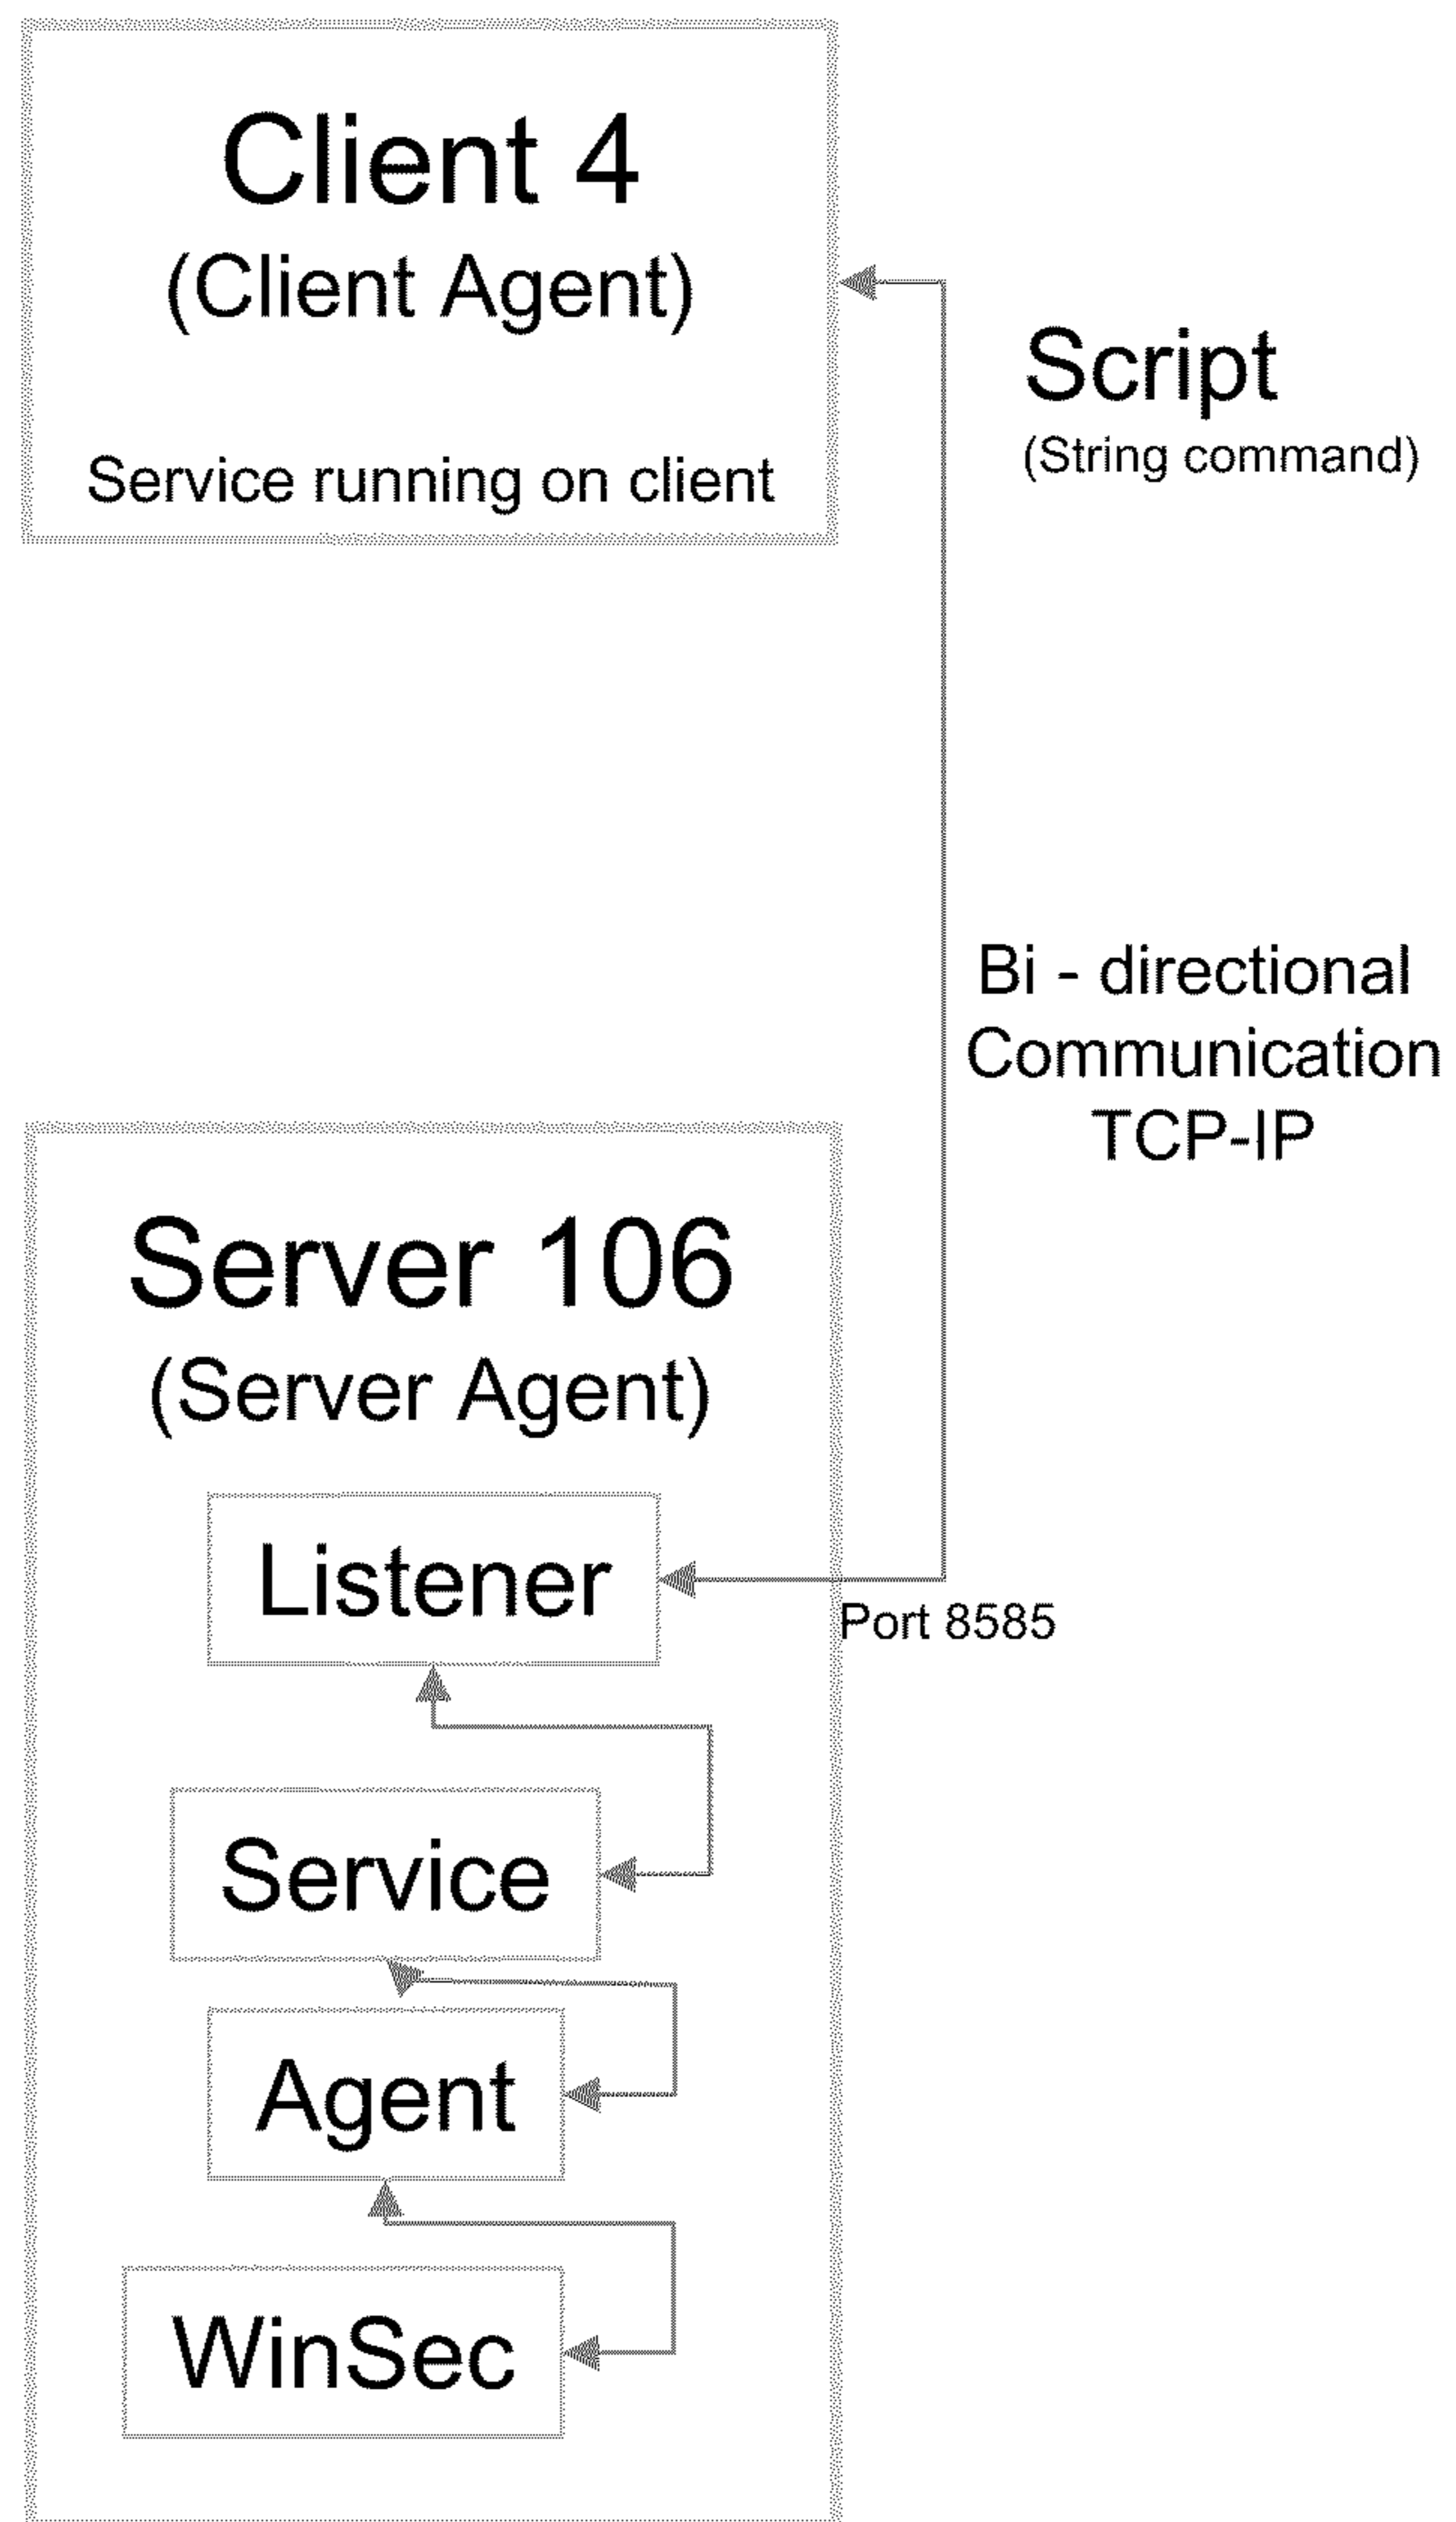 Client 4
(Client Agent)
Service running on client
Script
(String command)
Bi - directional
Communication
TCP-IP
Server 106
(Server Agent)
Listener
Port 8585
Service
Agent
WinSec